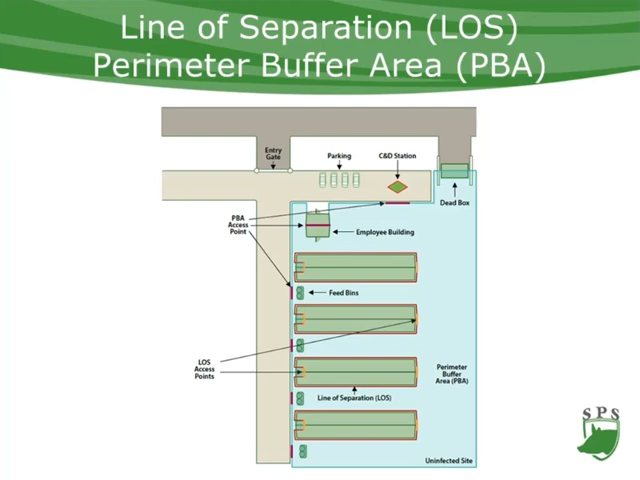 Line of Separation (LOS)
Perimeter Buffer Area (PBA)
Entry
Gate
Parking
C&D Station
Dead Box
PBA
Access
Point
Employee Building
Feed Bins
LOS
Access
Points
Perimeter
Buffer
Area (PBA)
Line of Separation (LOS)
Uninfected Site
SPS